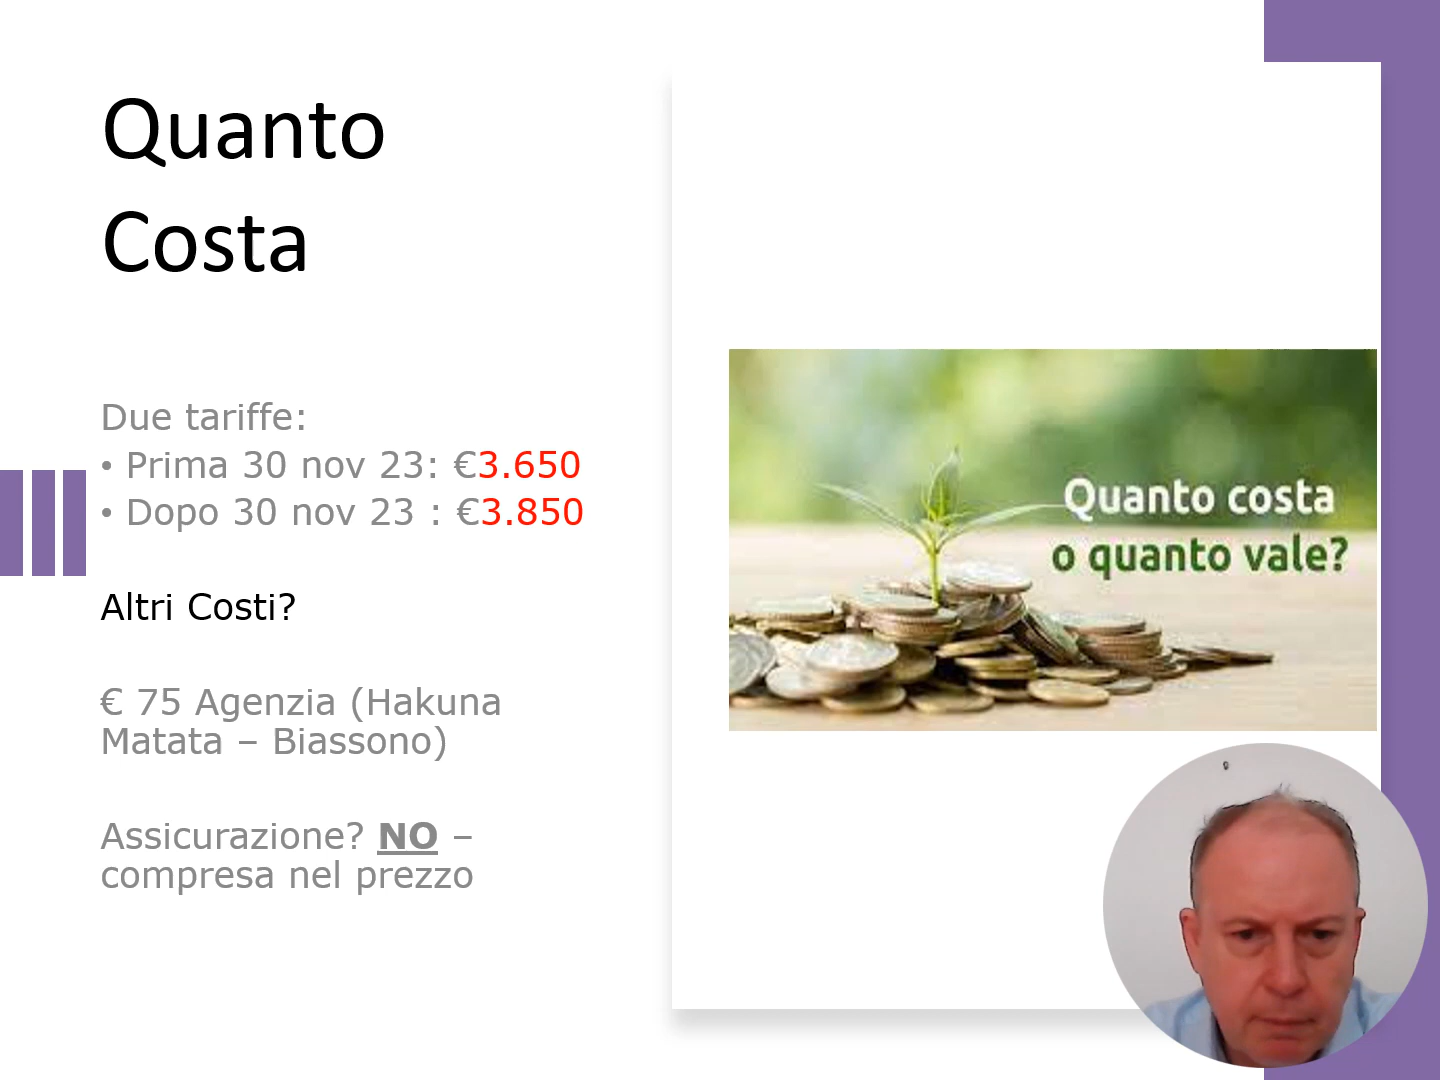 Quanto
Costa
Due tariffe:
• Prima 30 nov 23: €3.650
• Dopo 30 nov 23 : €3.850
Altri Costi?
€ 75 Agenzia (Hakuna
Matata – Biassono)
Assicurazione? NO –
compresa nel prezzo
Quanto costa
o quanto vale?